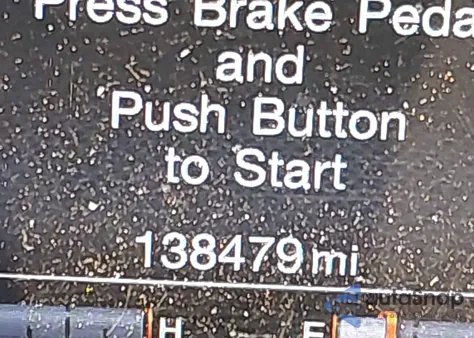 Press Brake Peda
and
Push Button
to Start
138479 mi
H E